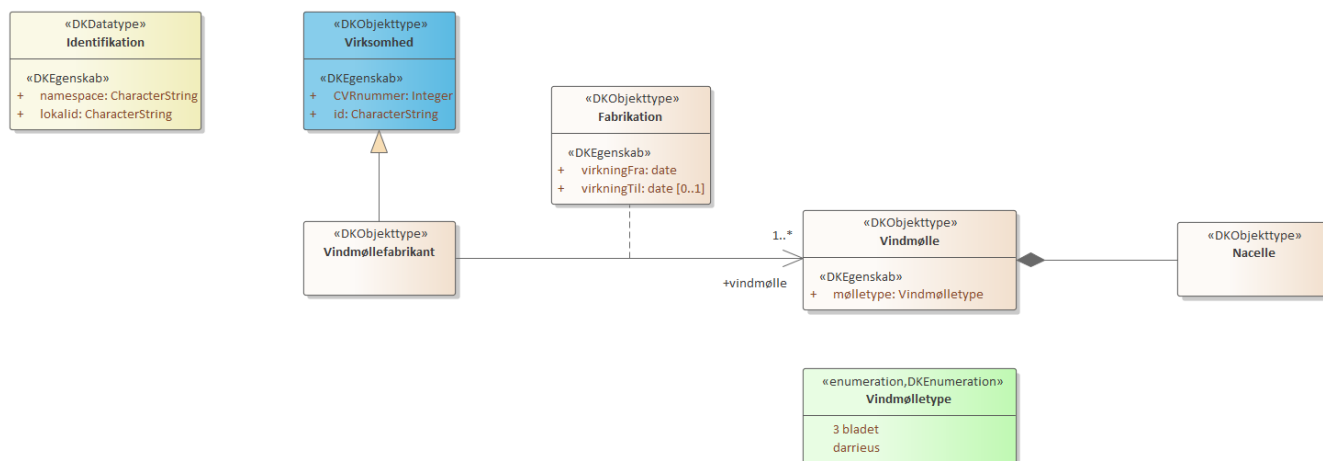 «DKDatatype»
Identifikation
«DKEgenskab»
+ namespace: CharacterString
+ lokalid: CharacterString
«DKObjekttype»
Virksomhed
«DKEgenskab»
+ CVRnummer: Integer
+ id: CharacterString
«DKObjekttype»
Fabrikation
«DKEgenskab»
+ virkningFra: date
+ virkningTil: date [0..1]
«DKObjekttype»
Vindmøllefabrikant
1..*
+vindmølle
«DKObjekttype»
Vindmølle
«DKEgenskab»
+ mølletype: Vindmølletype
«DKObjekttype»
Nacelle
«enumeration,DKEnumeration»
Vindmølletype
3 bladet
darrieus